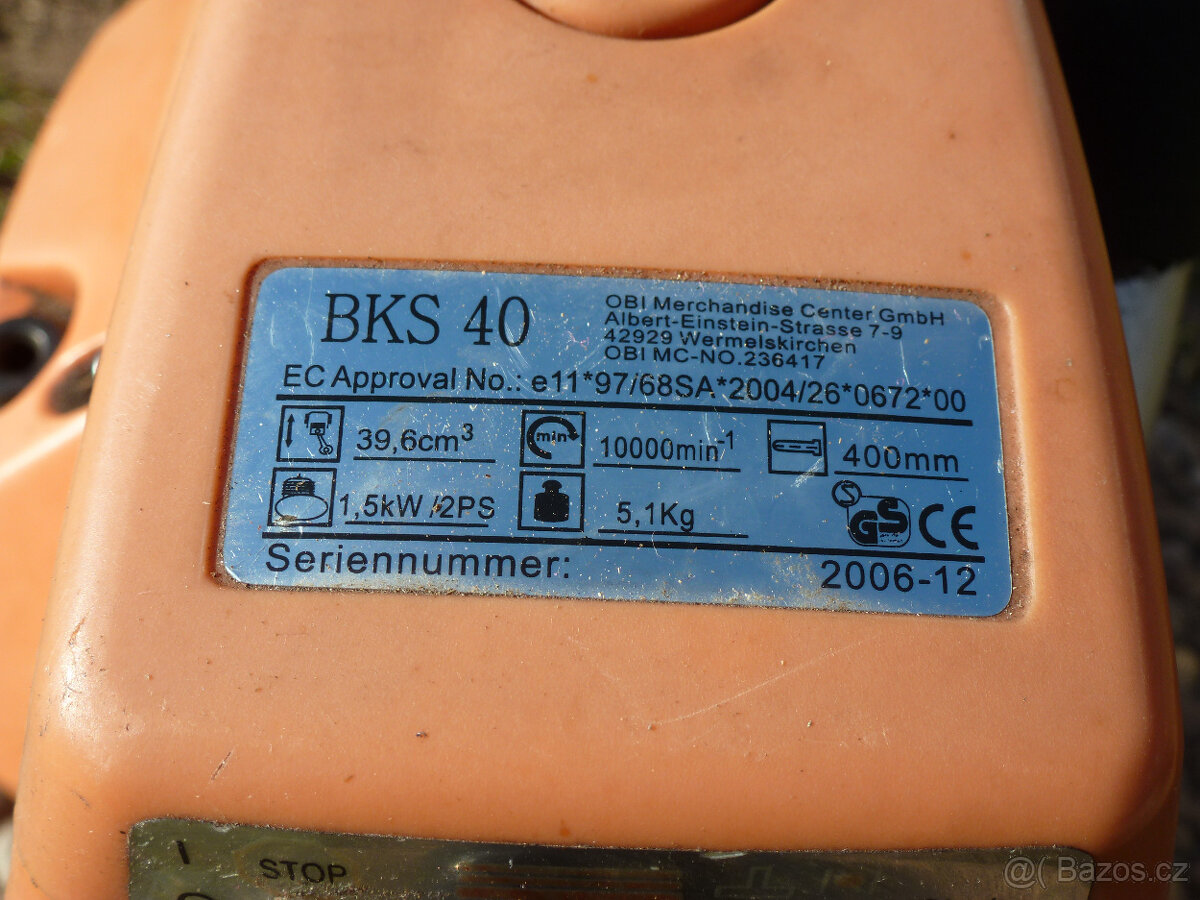 BKS 40
OBI Merchandise Center GmbH
Albert-Einstein-Strasse 7-9
42929 Wermelskirchen
OBI MC-NO.236417
EC Approval No.: e11*97/68SA*2004/26*0672*00
39,6cm³
min
10000min⁻¹
400mm
1,5kW /2PS
5,1Kg
S GS CE
Seriennummer:
2006-12
I
STOP
@( Bazos.cz